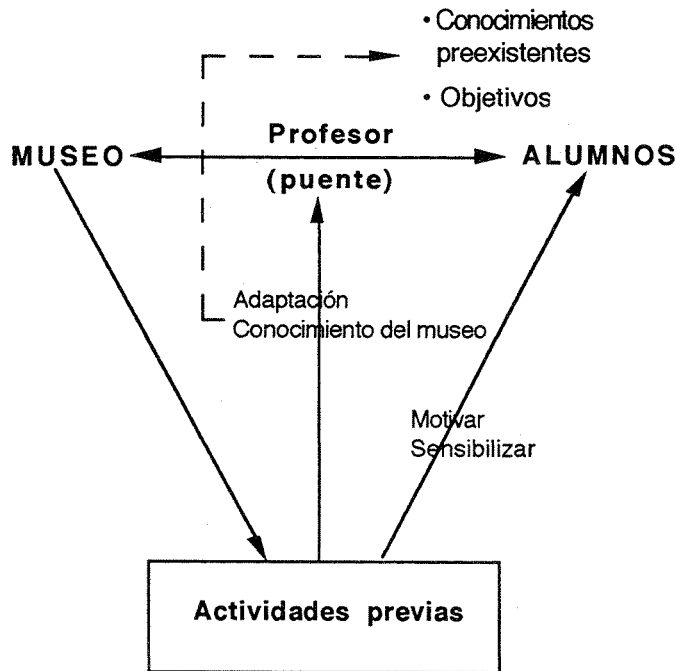 • Conocimientos
preexistentes
• Objetivos
Profesor
MUSEO
ALUMNOS
(puente)
Adaptación
Conocimiento del museo
Motivar
Sensibilizar
Actividades previas